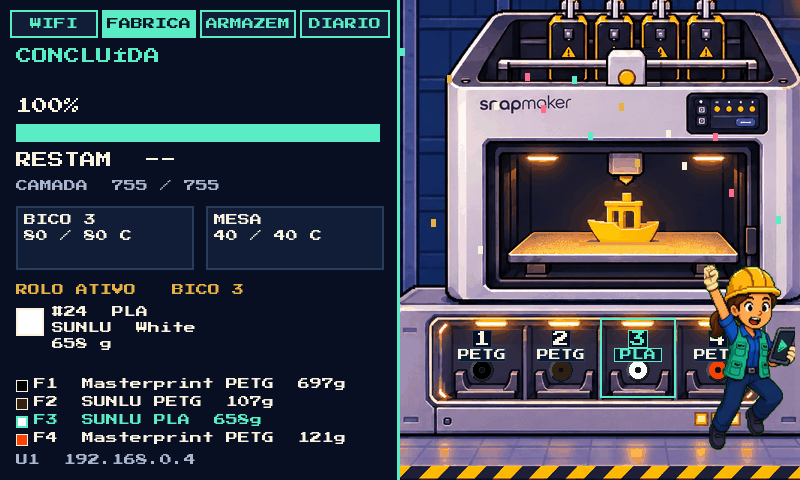 WIFI FABRICA ARMAZEM DIARIO
CONCLUíDA
100%
RESTAM --
CAMADA 755 / 755
BICO 3
80 / 80 C
MESA
40 / 40 C
ROLO ATIVO BICO 3
#24 PLA
SUNLU White
658 g
F1 Masterprint PETG 697g
F2 SUNLU PETG 107g
F3 SUNLU PLA 658g
F4 Masterprint PETG 121g
U1 192.168.0.4
snapmaker
1
PETG
2
PETG
3
PLA
4
PET